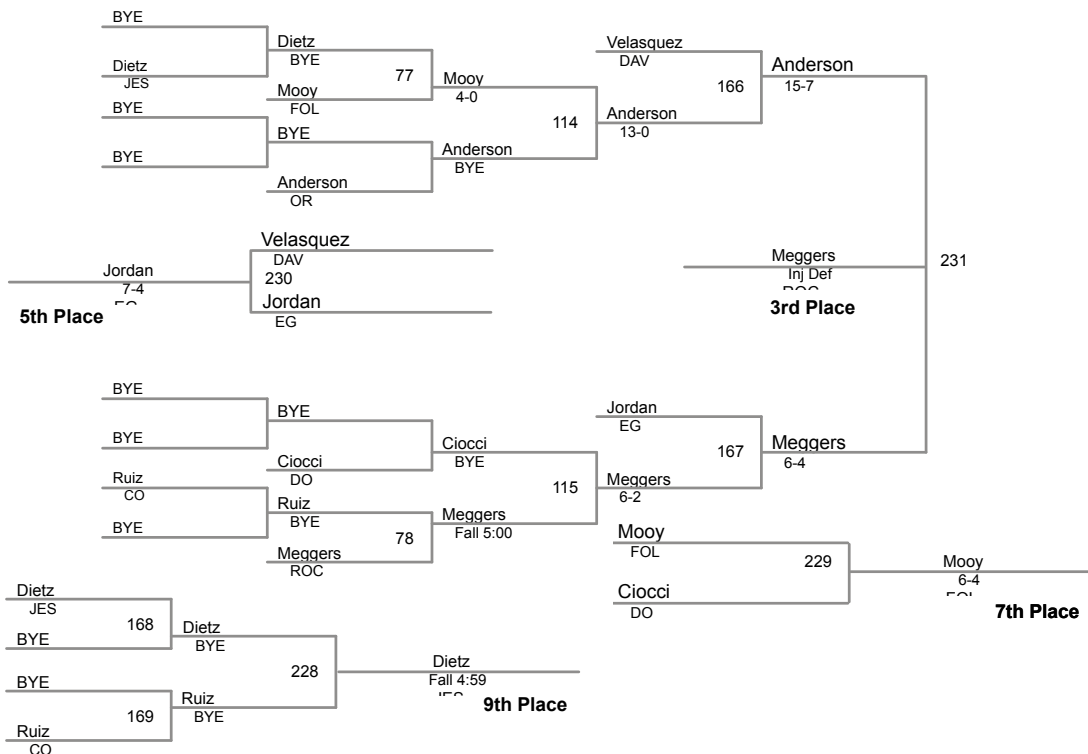 BYE
Dietz
JES
BYE
BYE
Dietz
BYE
77
Mooy
FOL
BYE
Anderson
OR
Mooy
4-0
114
Anderson
BYE
Velasquez
DAV
166
Anderson
13-0
Anderson
15-7
Jordan
7-4
5th Place
Velasquez
DAV
230
Jordan
EG
Meggers
Inj Def
3rd Place
231
BYE
BYE
Ruiz
CO
BYE
BYE
Ciocci
DO
Ruiz
BYE
78
Meggers
ROC
Ciocci
BYE
115
Meggers
Fall 5:00
Jordan
EG
167
Meggers
6-2
Meggers
6-4
Mooy
FOL
229
Ciocci
DO
Mooy
6-4
7th Place
Dietz
JES
168
BYE
BYE
169
Ruiz
CO
Dietz
BYE
228
Ruiz
BYE
Dietz
Fall 4:59
9th Place